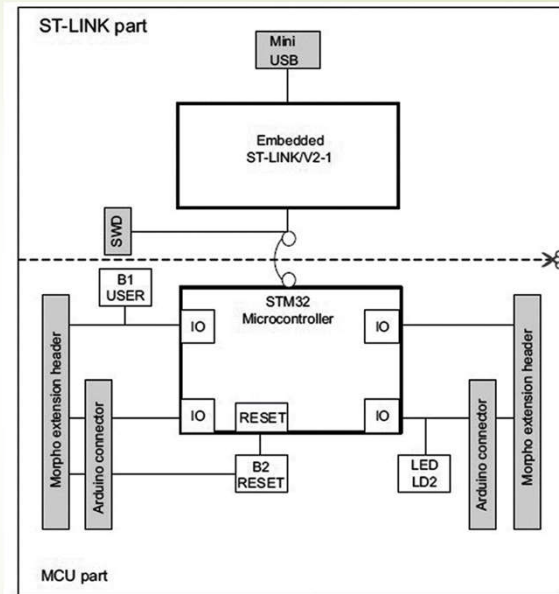 ST-LINK part
Mini
USB
Embedded
ST-LINK/V2-1
SWD
B1
USER
STM32
Microcontroller
IO
IO
Morpho extension header
Arduino connector
IO
RESET
IO
B2
RESET
LED
LD2
Arduino connector
Morpho extension header
MCU part